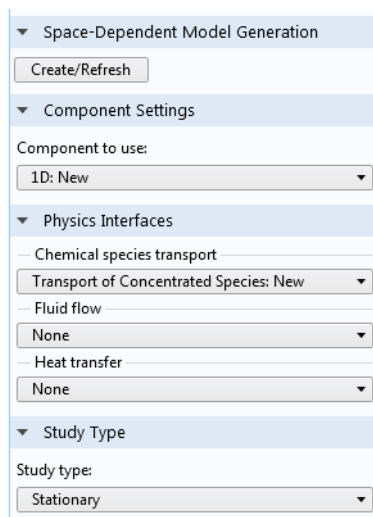 Space-Dependent Model Generation
Create/Refresh
Component Settings
Component to use:
1D: New
Physics Interfaces
Chemical species transport
Transport of Concentrated Species: New
Fluid flow
None
Heat transfer
None
Study Type
Study type:
Stationary